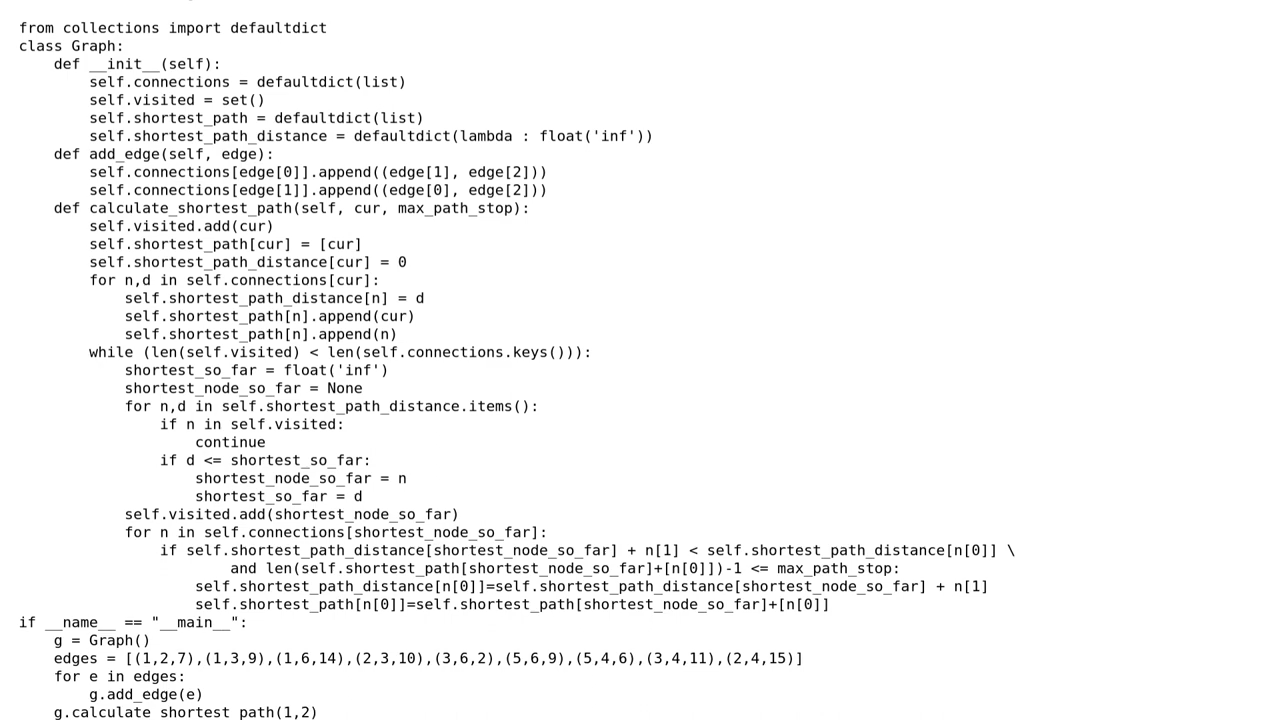 from collections import defaultdict
class Graph:
    def __init__(self):
        self.connections = defaultdict(list)
        self.visited = set()
        self.shortest_path = defaultdict(list)
        self.shortest_path_distance = defaultdict(lambda : float('inf'))
    def add_edge(self, edge):
        self.connections[edge[0]].append((edge[1], edge[2]))
        self.connections[edge[1]].append((edge[0], edge[2]))
    def calculate_shortest_path(self, cur, max_path_stop):
        self.visited.add(cur)
        self.shortest_path[cur] = [cur]
        self.shortest_path_distance[cur] = 0
        for n,d in self.connections[cur]:
            self.shortest_path_distance[n] = d
            self.shortest_path[n].append(cur)
            self.shortest_path[n].append(n)
        while (len(self.visited) < len(self.connections.keys())):
            shortest_so_far = float('inf')
            shortest_node_so_far = None
            for n,d in self.shortest_path_distance.items():
                if n in self.visited:
                    continue
                if d <= shortest_so_far:
                    shortest_node_so_far = n
                    shortest_so_far = d
            self.visited.add(shortest_node_so_far)
            for n in self.connections[shortest_node_so_far]:
                if self.shortest_path_distance[shortest_node_so_far] + n[1] < self.shortest_path_distance[n[0]] \
                        and len(self.shortest_path[shortest_node_so_far]+[n[0]])-1 <= max_path_stop:
                    self.shortest_path_distance[n[0]]=self.shortest_path_distance[shortest_node_so_far] + n[1]
                    self.shortest_path[n[0]]=self.shortest_path[shortest_node_so_far]+[n[0]]
if __name__ == "__main__":
    g = Graph()
    edges = [(1,2,7),(1,3,9),(1,6,14),(2,3,10),(3,6,2),(5,6,9),(5,4,6),(3,4,11),(2,4,15)]
    for e in edges:
        g.add_edge(e)
    g.calculate_shortest_path(1,2)